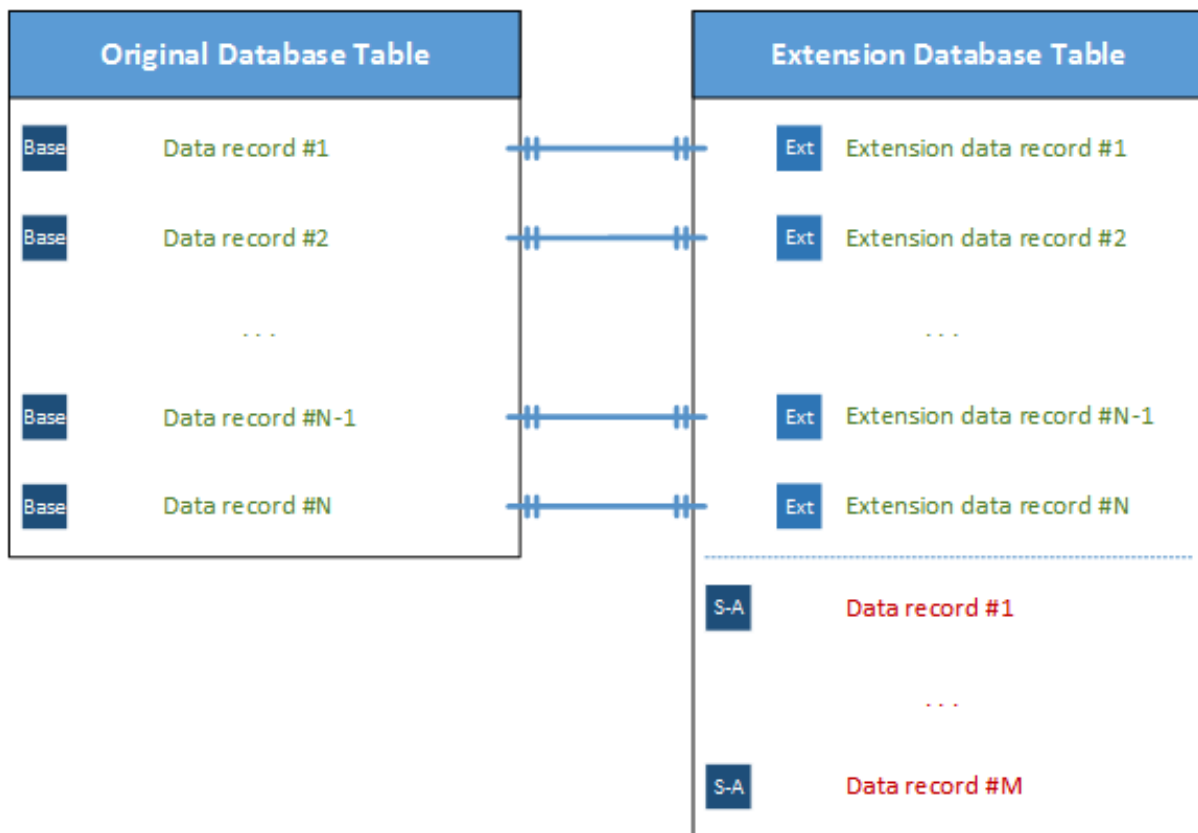 Original Database Table
Base Data record #1
Base Data record #2
. . .
Base Data record #N-1
Base Data record #N
Extension Database Table
Ext Extension data record #1
Ext Extension data record #2
. . .
Ext Extension data record #N-1
Ext Extension data record #N
S-A Data record #1
. . .
S-A Data record #M